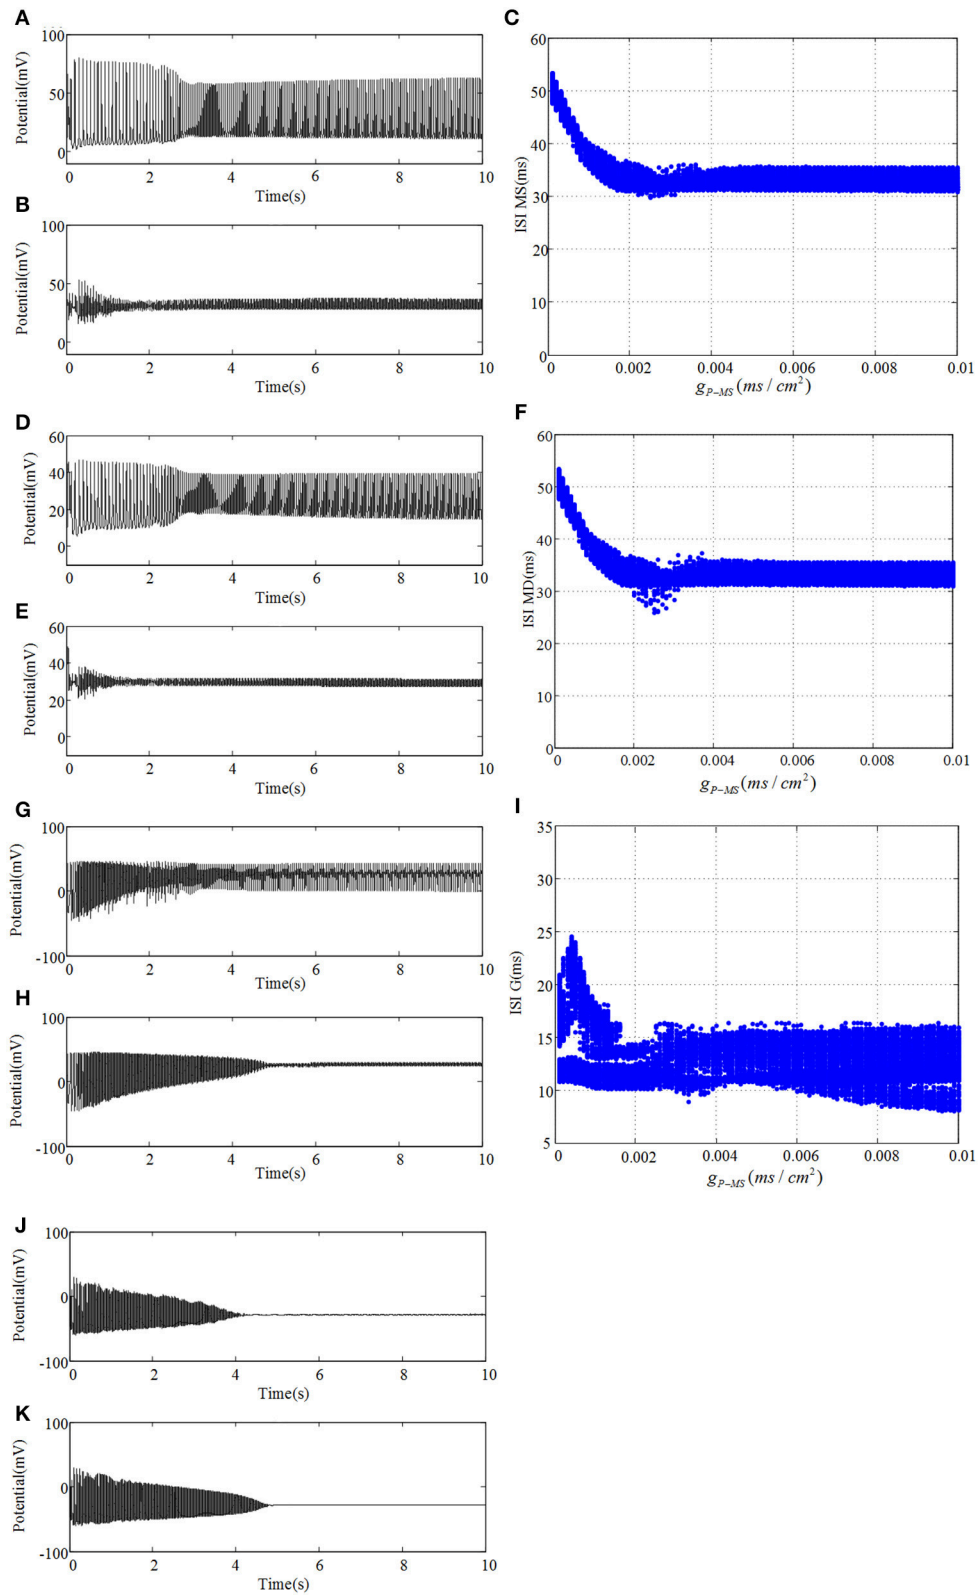 A
100
50
0
Potential(mV)
0 2 4 6 8 10
Time(s)
B
100
50
0
Potential(mV)
0 2 4 6 8 10
Time(s)
C
60
50
40
30
20
10
0
ISI MS(ms)
0 0.002 0.004 0.006 0.008 0.01
g_{P-MS}(ms/cm²)
D
60
40
20
0
Potential(mV)
0 2 4 6 8 10
Time(s)
E
60
40
20
0
Potential(mV)
0 2 4 6 8 10
Time(s)
F
60
50
40
30
20
10
0
ISI MD(ms)
0 0.002 0.004 0.006 0.008 0.01
g_{P-MS}(ms/cm²)
G
100
0
-100
Potential(mV)
0 2 4 6 8 10
Time(s)
H
100
0
-100
Potential(mV)
0 2 4 6 8 10
Time(s)
I
35
30
25
20
15
10
5
ISI G(ms)
0 0.002 0.004 0.006 0.008 0.01
g_{P-MS}(ms/cm²)
J
100
0
-100
Potential(mV)
0 2 4 6 8 10
Time(s)
K
100
0
-100
Potential(mV)
0 2 4 6 8 10
Time(s)